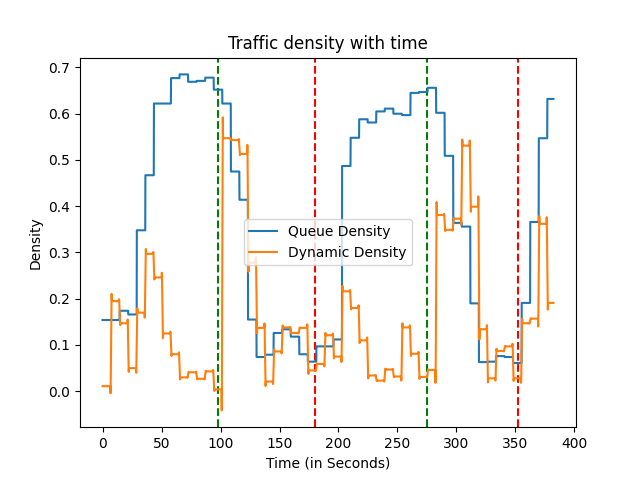 Traffic density with time
0.7
0.6
0.5
0.4
0.3
0.2
0.1
0.0
Density
Queue Density
Dynamic Density
0 50 100 150 200 250 300 350 400
Time (in Seconds)